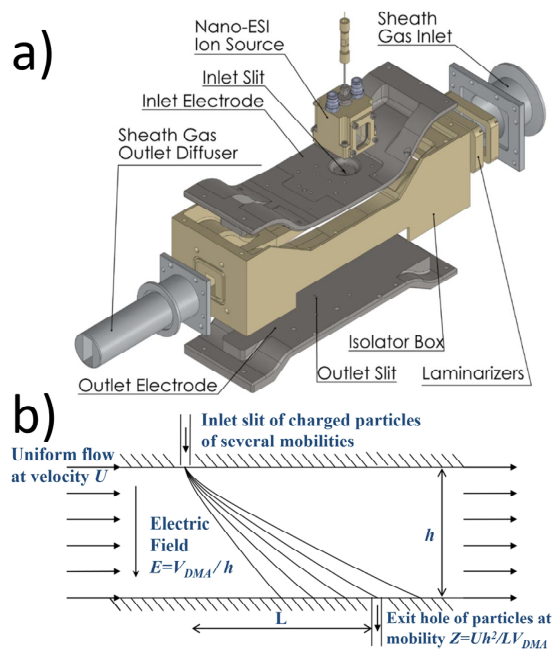 a)
Nano-ESI
Ion Source
Sheath
Gas Inlet
Inlet Slit
Inlet Electrode
Sheath Gas
Outlet Diffuser
Isolator Box
Outlet Electrode
Outlet Slit
Laminarizers
b)
Inlet slit of charged particles
of several mobilities
Uniform flow
at velocity U
Electric
Field
E=V_DMA / h
h
L
Exit hole of particles at
mobility Z=Uh²/LV_DMA